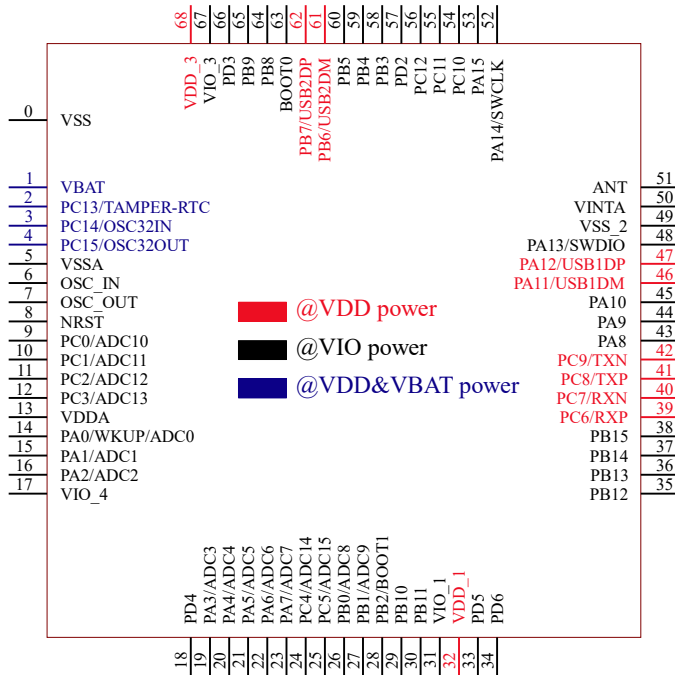 68
67
66
65
64
63
62
61
60
59
58
57
56
55
54
53
52
VDD_3
VIO_3
PD3
PB9
PB8
BOOT0
PB7/USB2DP
PB6/USB2DM
PB5
PB4
PB3
PD2
PC12
PC11
PC10
PA15
PA14/SWCLK
0 VSS
1 VBAT
2 PC13/TAMPER-RTC
3 PC14/OSC32IN
4 PC15/OSC32OUT
5 VSSA
6 OSC_IN
7 OSC_OUT
8 NRST
9 PC0/ADC10
10 PC1/ADC11
11 PC2/ADC12
12 PC3/ADC13
13 VDDA
14 PA0/WKUP/ADC0
15 PA1/ADC1
16 PA2/ADC2
17 VIO_4
@VDD power
@VIO power
@VDD&VBAT power
ANT 51
VINTA 50
VSS_2 49
PA13/SWDIO 48
PA12/USB1DP 47
PA11/USB1DM 46
PA10 45
PA9 44
PA8 43
PC9/TXN 42
PC8/TXP 41
PC7/RXN 40
PC6/RXP 39
PB15 38
PB14 37
PB13 36
PB12 35
PD4
PA3/ADC3
PA4/ADC4
PA5/ADC5
PA6/ADC6
PA7/ADC7
PC4/ADC14
PC5/ADC15
PB0/ADC8
PB1/ADC9
PB2/BOOT1
PB10
PB11
VIO_1
VDD_1
PD5
PD6
18
19
20
21
22
23
24
25
26
27
28
29
30
31
32
33
34